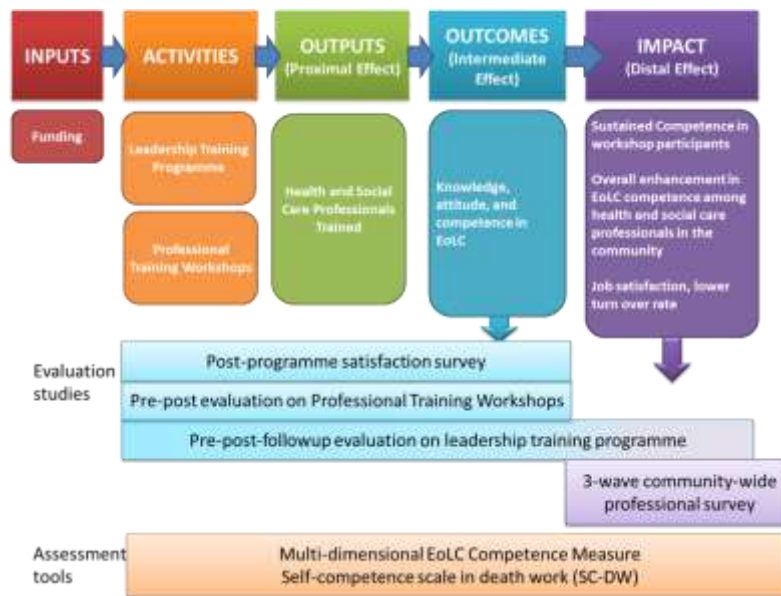 INPUTS
ACTIVITIES
OUTPUTS
(Proximal Effect)
OUTCOMES
(Intermediate
Effect)
IMPACT
(Distal Effect)
Funding
Leadership Training
Programme
Professional
Training Workshops
Health and Social
Care Professionals
Trained
Knowledge,
attitude, and
competence in
EoLC
Sustained Competence in
workshop participants
Overall enhancement in
EoLC competence among
health and social care
professionals in the
community
Job satisfaction, lower
turn over rate
Evaluation
studies
Post-programme satisfaction survey
Pre-post evaluation on Professional Training Workshops
Pre-post-followup evaluation on leadership training programme
3-wave community-wide
professional survey
Assessment
tools
Multi-dimensional EoLC Competence Measure
Self-competence scale in death work (SC-DW)